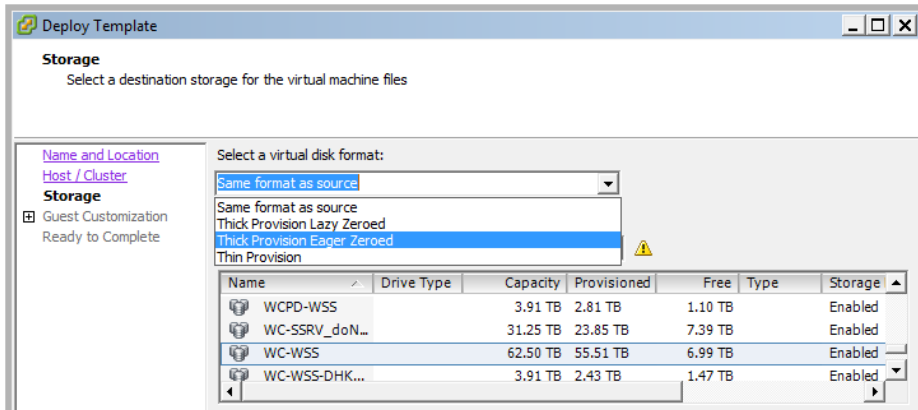 Deploy Template
Storage
Select a destination storage for the virtual machine files
Name and Location
Host / Cluster
Storage
Guest Customization
Ready to Complete
Select a virtual disk format:
Same format as source
Same format as source
Thick Provision Lazy Zeroed
Thick Provision Eager Zeroed
Thin Provision
Name Drive Type Capacity Provisioned Free Type Storage
WCPD-WSS 3.91 TB 2.81 TB 1.10 TB Enabled
WC-SSRV_doN... 31.25 TB 23.85 TB 7.39 TB Enabled
WC-WSS 62.50 TB 55.51 TB 6.99 TB Enabled
WC-WSS-DHK... 3.91 TB 2.43 TB 1.47 TB Enabled